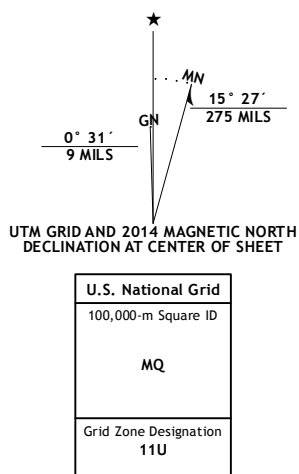 ★
MN
GN
15° 27´
275 MILS
0° 31´
9 MILS
UTM GRID AND 2014 MAGNETIC NORTH
DECLINATION AT CENTER OF SHEET
U.S. National Grid
100,000-m Square ID
MQ
Grid Zone Designation
11U